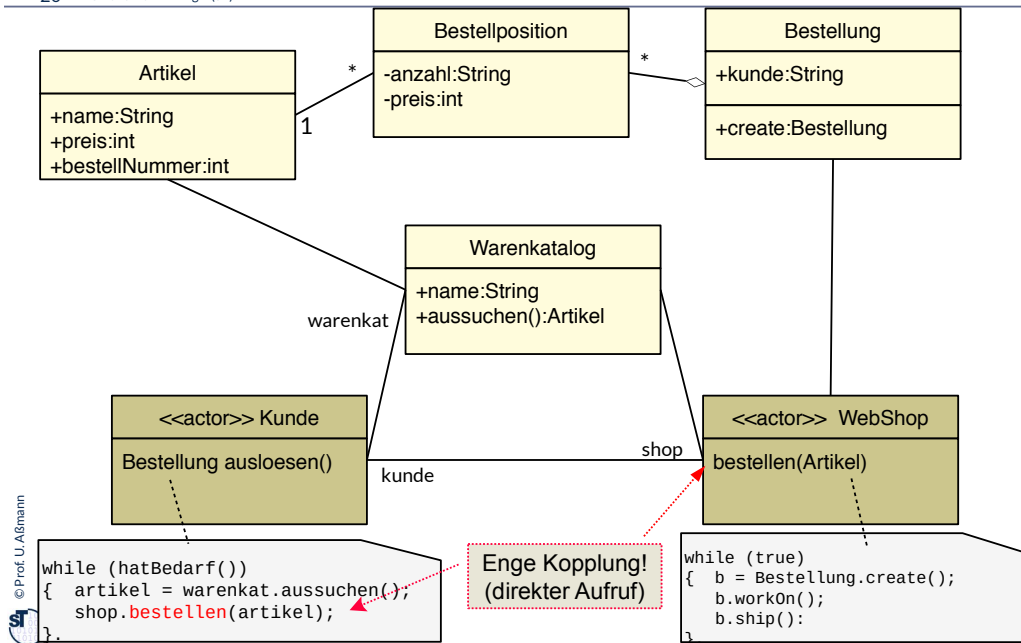 Bestellposition
-anzahl:String
-preis:int
Bestellung
+kunde:String
+create:Bestellung
Artikel
+name:String
+preis:int
+bestellNummer:int
*
*
1
Warenkatalog
+name:String
+aussuchen():Artikel
warenkat
<<actor>> Kunde
Bestellung ausloesen()
<<actor>> WebShop
bestellen(Artikel)
shop
kunde
Enge Kopplung!
(direkter Aufruf)
while (hatBedarf())
{ artikel = warenkat.aussuchen();
shop.bestellen(artikel);
}.
while (true)
{ b = Bestellung.create();
b.workOn();
b.ship():
}
© Prof. U. Aßmann
ST